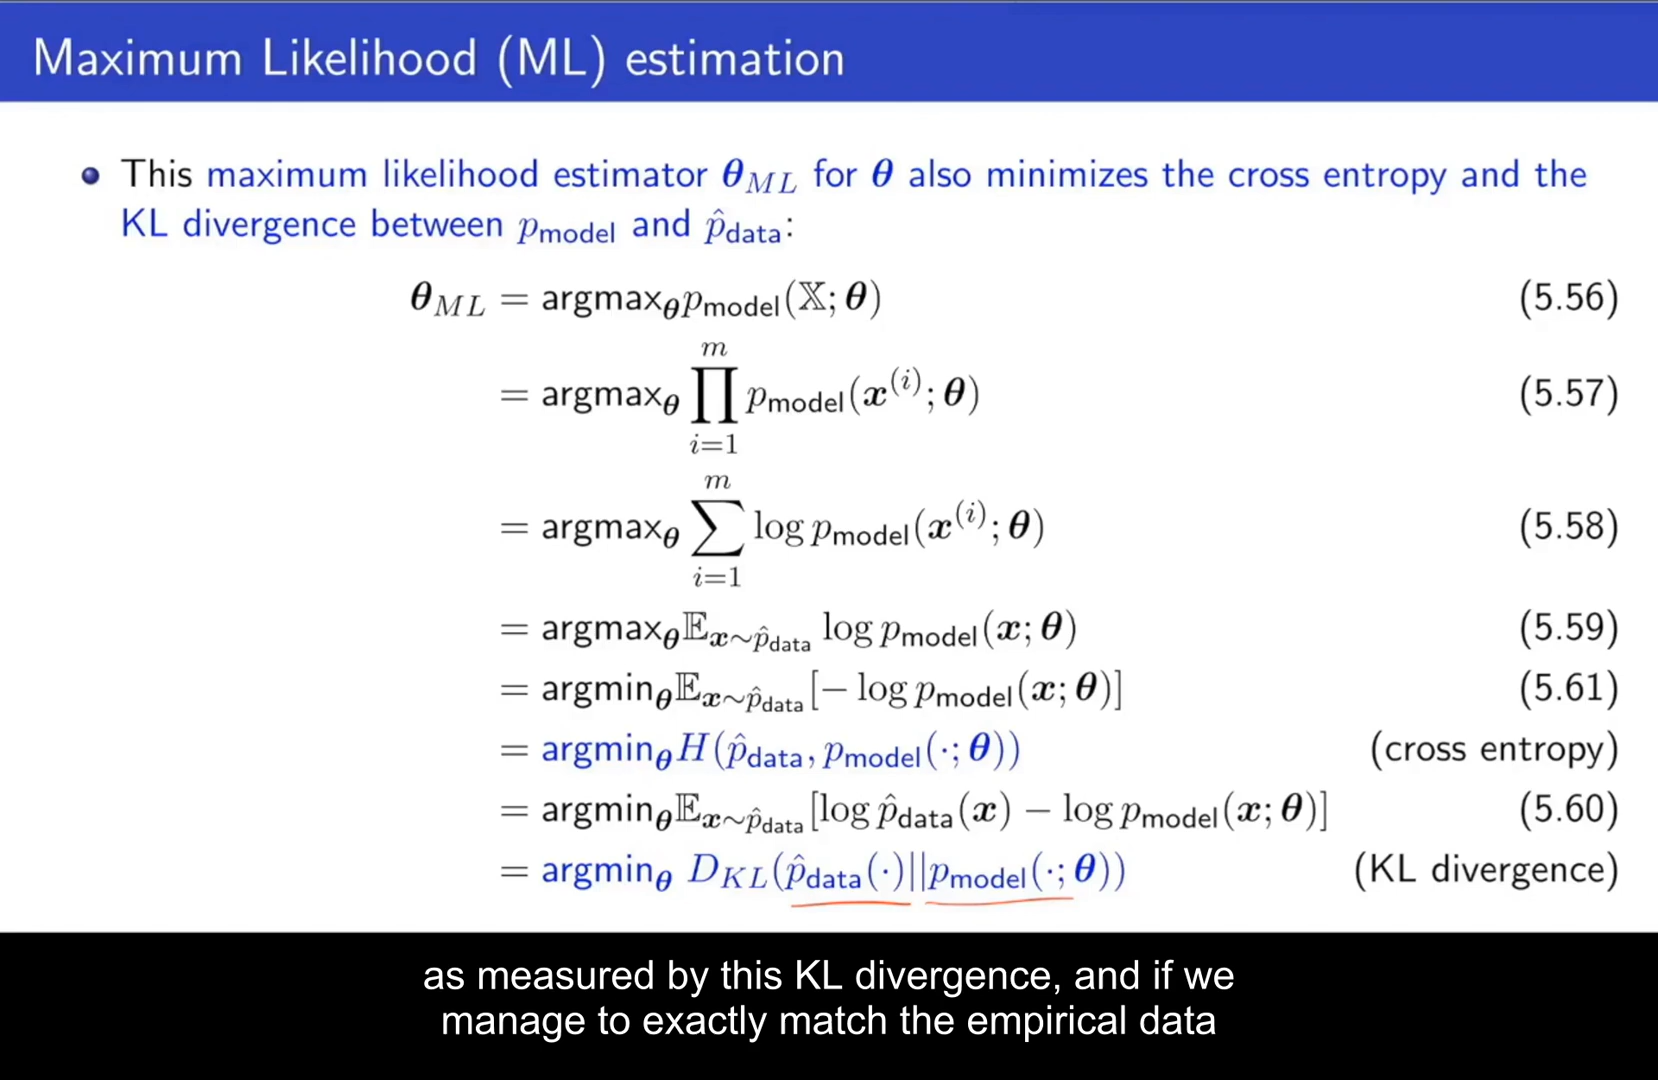 Maximum Likelihood (ML) estimation
• This maximum likelihood estimator θ_ML for θ also minimizes the cross entropy and the
KL divergence between p_model and p̂_data:
θ_ML = argmax_θ p_model(𝕏; θ) (5.56)
= argmax_θ ∏_{i=1}^{m} p_model(x^(i); θ) (5.57)
= argmax_θ ∑_{i=1}^{m} log p_model(x^(i); θ) (5.58)
= argmax_θ 𝔼_{x∼p̂_data} log p_model(x; θ) (5.59)
= argmin_θ 𝔼_{x∼p̂_data} [− log p_model(x; θ)] (5.61)
= argmin_θ H(p̂_data, p_model(·; θ)) (cross entropy)
= argmin_θ 𝔼_{x∼p̂_data} [log p̂_data(x) − log p_model(x; θ)] (5.60)
= argmin_θ D_KL(p̂_data(·)||p_model(·; θ)) (KL divergence)
as measured by this KL divergence, and if we
manage to exactly match the empirical data